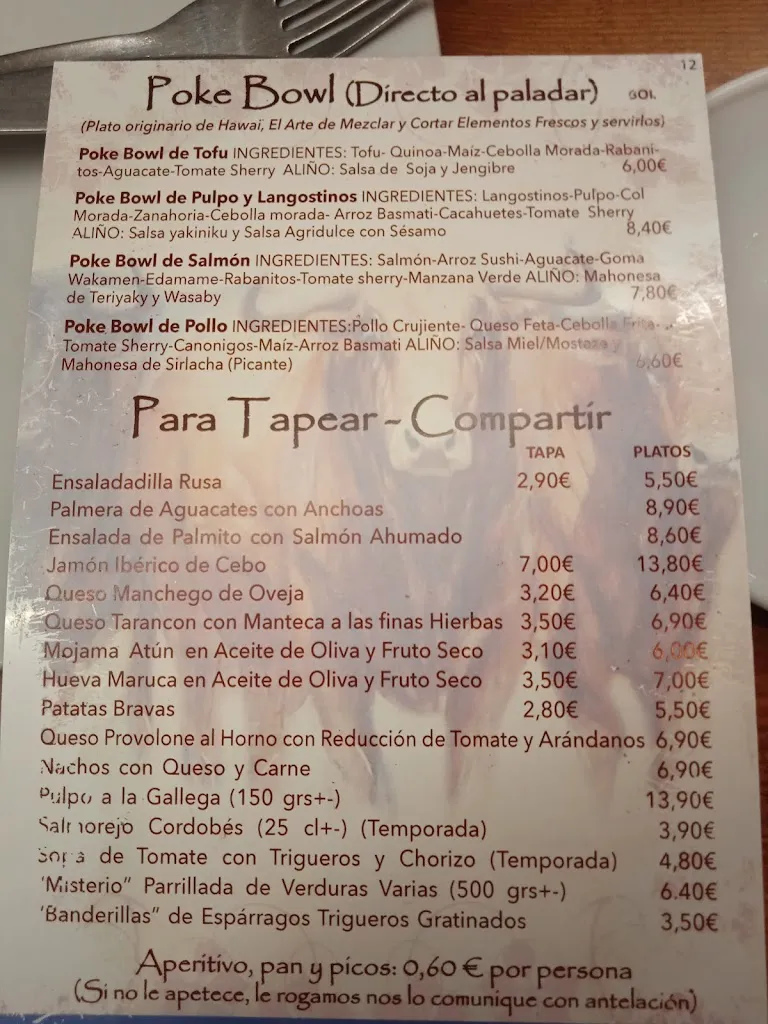 12
Poke Bowl (Directo al paladar) SOL
(Plato originario de Hawaï, El Arte de Mezclar y Cortar Elementos Frescos y servirlos)
Poke Bowl de Tofu INGREDIENTES: Tofu- Quinoa-Maíz-Cebolla Morada-Rabani-
tos-Aguacate-Tomate Sherry ALIÑO: Salsa de Soja y Jengibre 6,00€
Poke Bowl de Pulpo y Langostinos INGREDIENTES: Langostinos-Pulpo-Col
Morada-Zanahoria-Cebolla morada- Arroz Basmati-Cacahuetes-Tomate Sherry
ALIÑO: Salsa yakiniku y Salsa Agridulce con Sésamo 8,40€
Poke Bowl de Salmón INGREDIENTES: Salmón-Arroz Sushi-Aguacate-Goma
Wakamen-Edamame-Rabanitos-Tomate sherry-Manzana Verde ALIÑO: Mahonesa
de Teriyaky y Wasaby 7,80€
Poke Bowl de Pollo INGREDIENTES:Pollo Crujiente- Queso Feta-Cebolla Frita-
Tomate Sherry-Canonigos-Maíz-Arroz Basmati ALIÑO: Salsa Miel/Mostaza y
Mahonesa de Sirlacha (Picante) 6,60€
Para Tapear - Compartir
TAPA PLATOS
Ensaladadilla Rusa 2,90€ 5,50€
Palmera de Aguacates con Anchoas 8,90€
Ensalada de Palmito con Salmón Ahumado 8,60€
Jamón Ibérico de Cebo 7,00€ 13,80€
Queso Manchego de Oveja 3,20€ 6,40€
Queso Tarancon con Manteca a las finas Hierbas 3,50€ 6,90€
Mojama Atún en Aceite de Oliva y Fruto Seco 3,10€ 6,00€
Hueva Maruca en Aceite de Oliva y Fruto Seco 3,50€ 7,00€
Patatas Bravas 2,80€ 5,50€
Queso Provolone al Horno con Reducción de Tomate y Arándanos 6,90€
Nachos con Queso y Carne 6,90€
Pulpo a la Gallega (150 grs+-) 13,90€
Salmorejo Cordobés (25 cl+-) (Temporada) 3,90€
Sopa de Tomate con Trigueros y Chorizo (Temporada) 4,80€
'Misterio" Parrillada de Verduras Varias (500 grs+-) 6.40€
'Banderillas" de Espárragos Trigueros Gratinados 3,50€
Aperitivo, pan y picos: 0,60 € por persona
(Si no le apetece, le rogamos nos lo comunique con antelación)